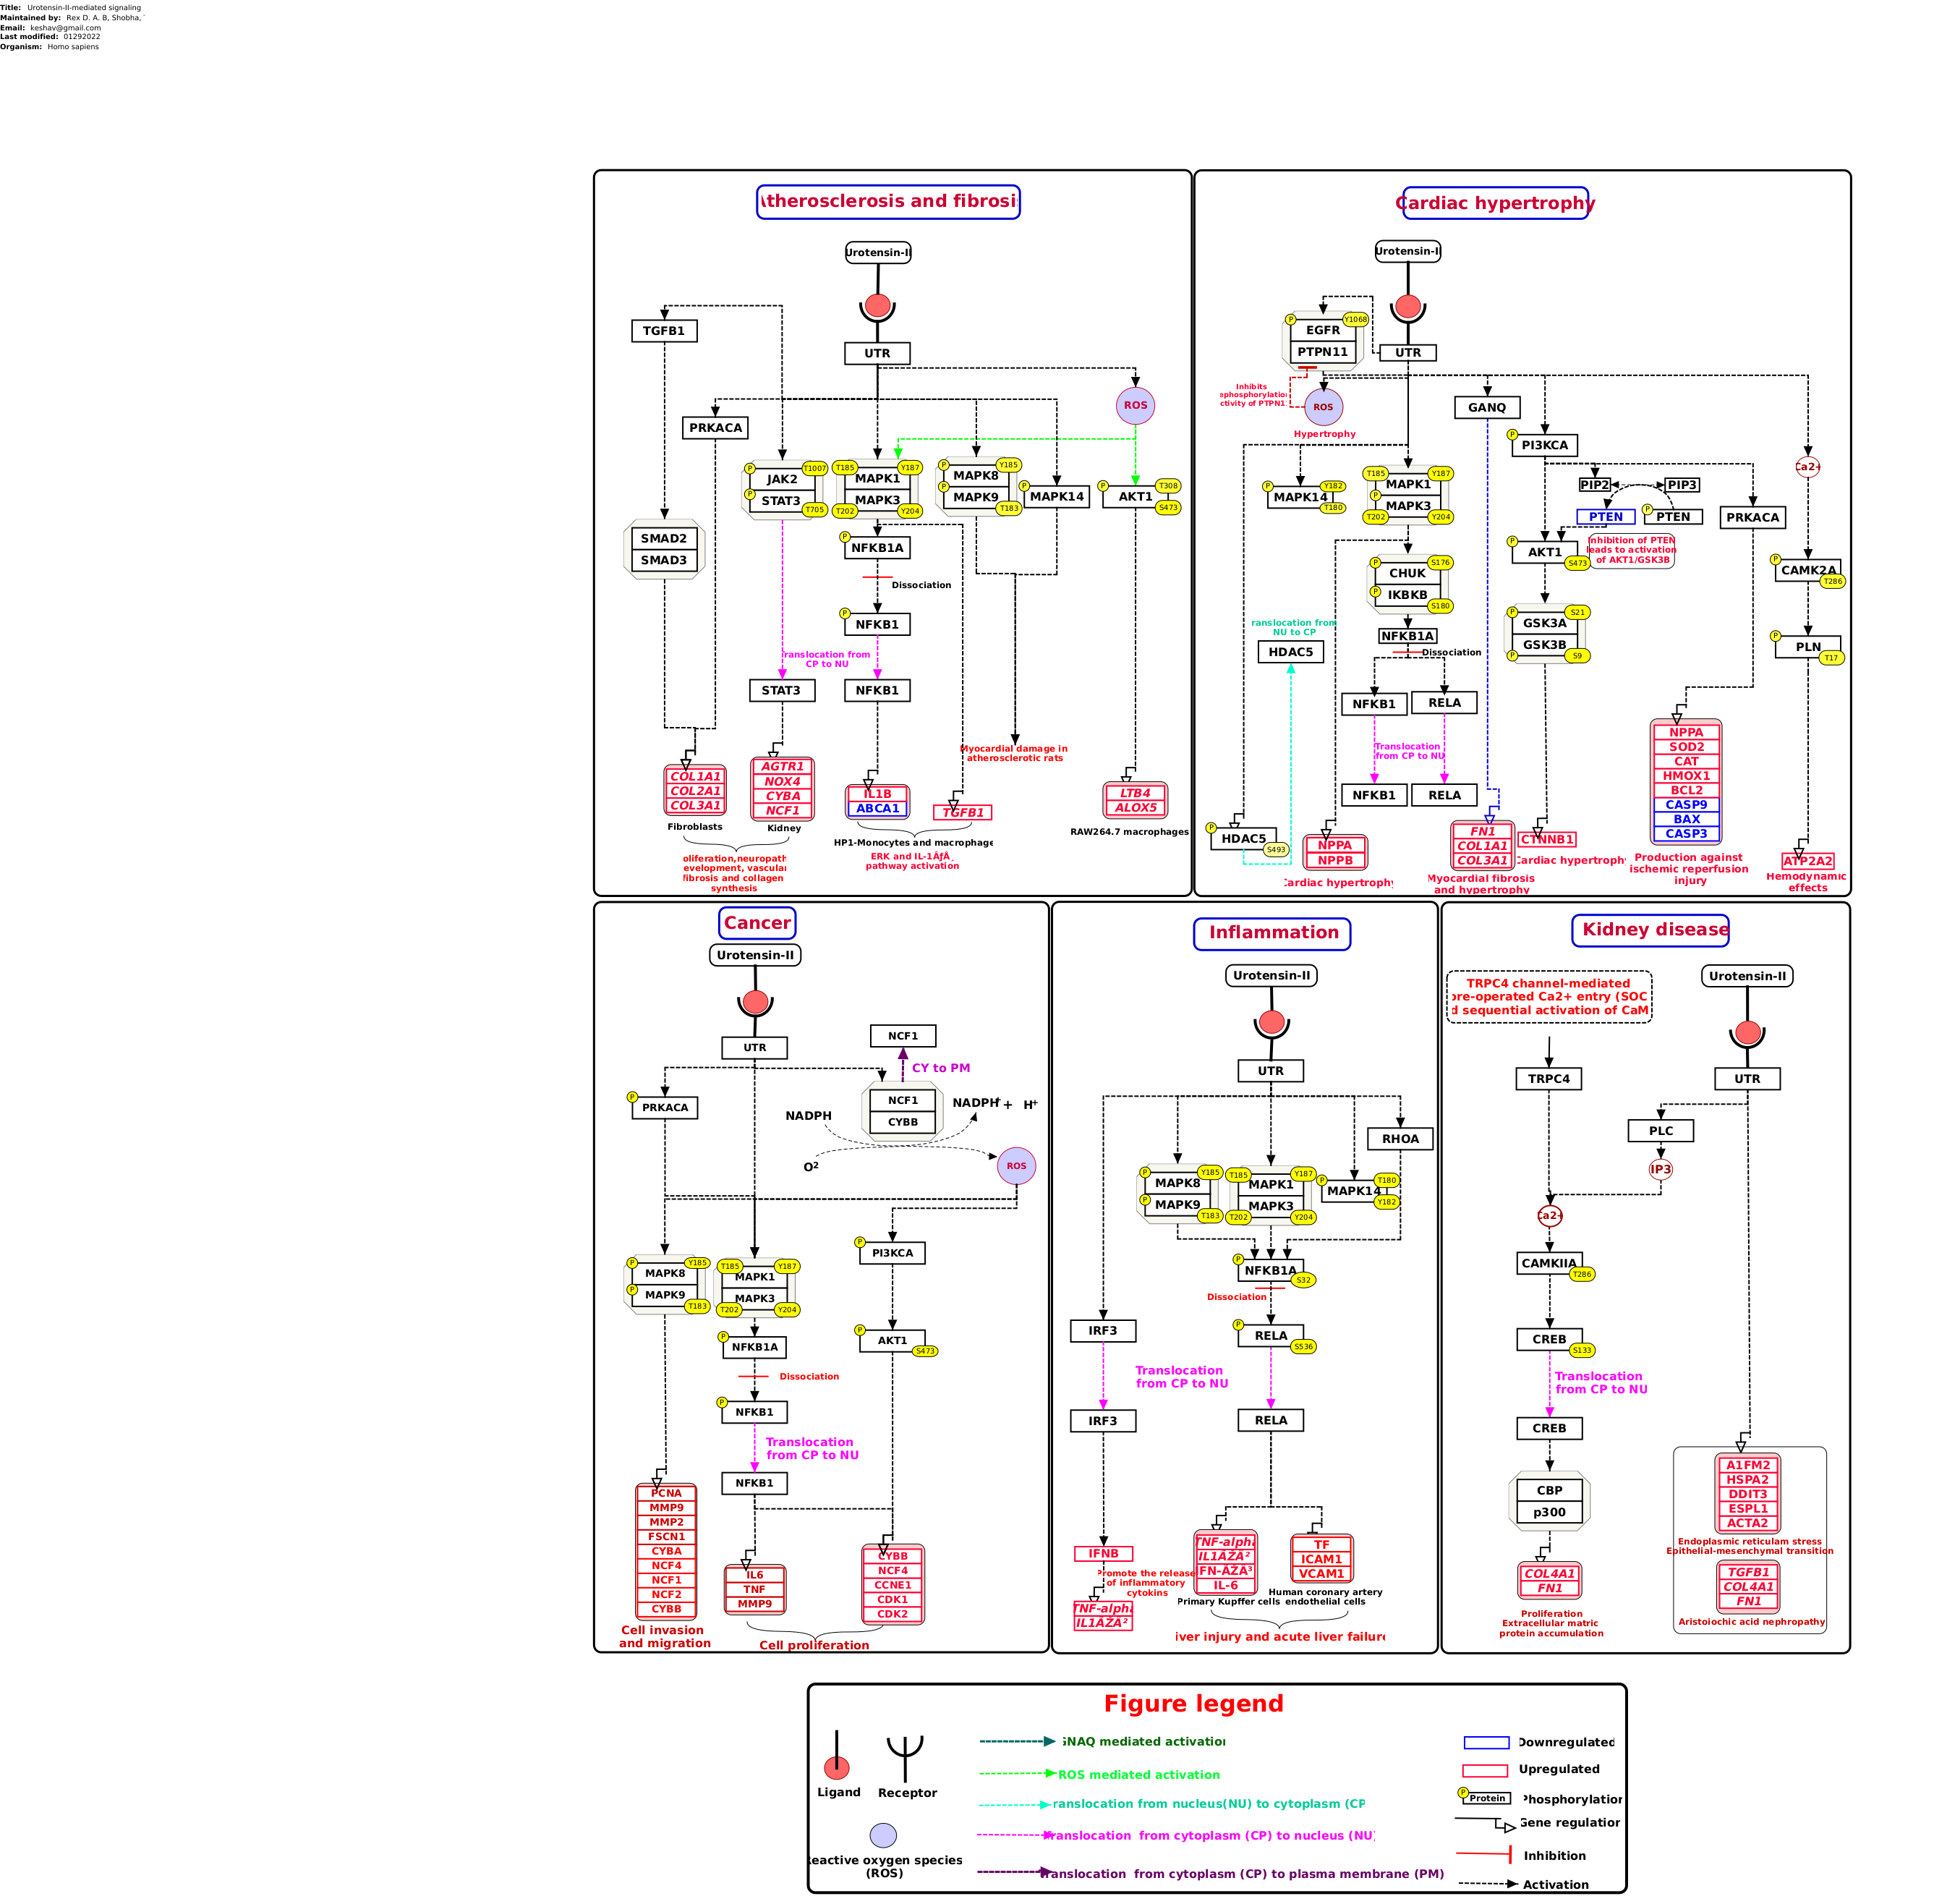 Title: Urotensin-II-mediated signaling
Maintained by: Rex D. A. B, Shobha,
Email: keshav@gmail.com
Last modified: 01292022
Organism: Homo sapiens
Atherosclerosis and fibrosi
Urotensin-II
TGFB1
UTR
ROS
PRKACA
JAK2
STAT3
P
T1007
P
T705
MAPK1
MAPK3
T185
Y187
T202
Y204
MAPK8
MAPK9
P
Y185
P
T183
P
MAPK14
P
AKT1
T308
S473
SMAD2
SMAD3
P
NFKB1A
Dissociation
P
NFKB1
Translocation from
CP to NU
STAT3
NFKB1
Myocardial damage in
atherosclerotic rats
COL1A1
COL2A1
COL3A1
Fibroblasts
AGTR1
NOX4
CYBA
NCF1
Kidney
IL1B
ABCA1
TGFB1
LTB4
ALOX5
RAW264.7 macrophages
HP1-Monocytes and macrophage
ERK and IL-1ÃƒÅ¸
pathway activation
oliferation,neuropath
evelopment, vascula
fibrosis and collagen
synthesis
Cardiac hypertrophy
Urotensin-II
P
EGFR
Y1068
PTPN11
UTR
Inhibits
phosphorylation
ctivity of PTPN1
ROS
Hypertrophy
GANQ
P
PI3KCA
Ca2+
P
MAPK14
Y182
T180
MAPK1
MAPK3
T185
Y187
P
T202
Y204
PIP2
PIP3
PTEN
P
PTEN
PRKACA
P
AKT1
S473
Inhibition of PTEN
leads to activation
of AKT1/GSK3B
P
CAMK2A
T286
P
CHUK
S176
P
IKBKB
S180
P
GSK3A
S21
P
GSK3B
S9
P
PLN
T17
ranslocation from
NU to CP
HDAC5
NFKB1A
Dissociation
NFKB1
RELA
Translocation
from CP to NU
NFKB1
RELA
NPPA
SOD2
CAT
HMOX1
BCL2
CASP9
BAX
CASP3
Production against
ischemic reperfusion
injury
P
HDAC5
S493
NPPA
NPPB
Cardiac hypertrophy
FN1
COL1A1
COL3A1
Myocardial fibrosis
and hypertrophy
CTNNB1
Cardiac hypertroph
ATP2A2
Hemodynamic
effects
Cancer
Urotensin-II
UTR
NCF1
CY to PM
P
PRKACA
NCF1
CYBB
NADPH
NADPH+ + H+
O2
ROS
P
MAPK8
Y185
P
MAPK9
T183
MAPK1
MAPK3
T185
Y187
T202
Y204
P
PI3KCA
P
NFKB1A
P
AKT1
S473
Dissociation
P
NFKB1
Translocation
from CP to NU
NFKB1
PCNA
MMP9
MMP2
FSCN1
CYBA
NCF4
NCF1
NCF2
CYBB
Cell invasion
and migration
IL6
TNF
MMP9
CYBB
NCF4
CCNE1
CDK1
CDK2
Cell proliferation
Inflammation
Urotensin-II
UTR
RHOA
P
MAPK8
Y185
P
MAPK9
T183
MAPK1
MAPK3
T185
Y187
T202
Y204
P
MAPK14
T180
Y182
P
NFKB1A
S32
Dissociation
IRF3
P
RELA
S536
Translocation
from CP to NU
IRF3
RELA
IFNB
Promote the release
of inflammatory
cytokins
TNF-alpha
IL1ÂŽÂ²
TNF-alpha
IL1ÂŽÂ²
FN-ÂŽÂ³
IL-6
Primary Kupffer cells
TF
ICAM1
VCAM1
Human coronary artery
endothelial cells
iver injury and acute liver failure
Kidney disease
TRPC4 channel-mediated
ore-operated Ca2+ entry (SOC
d sequential activation of CaM
Urotensin-II
TRPC4
UTR
PLC
IP3
Ca2+
CAMKIIA
T286
CREB
S133
Translocation
from CP to NU
CREB
CBP
p300
COL4A1
FN1
Proliferation
Extracellular matric
protein accumulation
A1FM2
HSPA2
DDIT3
ESPL1
ACTA2
Endoplasmic reticulam stress
Epithelial-mesenchymal transition
TGFB1
COL4A1
FN1
Aristoiochic acid nephropathy
Figure legend
Ligand
Receptor
Reactive oxygen species
(ROS)
GNAQ mediated activation
ROS mediated activation
ranslocation from nucleus(NU) to cytoplasm (CP
Translocation from cytoplasm (CP) to nucleus (NU)
Translocation from cytoplasm (CP) to plasma membrane (PM)
Downregulated
Upregulated
P
Protein
Phosphorylation
Gene regulation
Inhibition
Activation